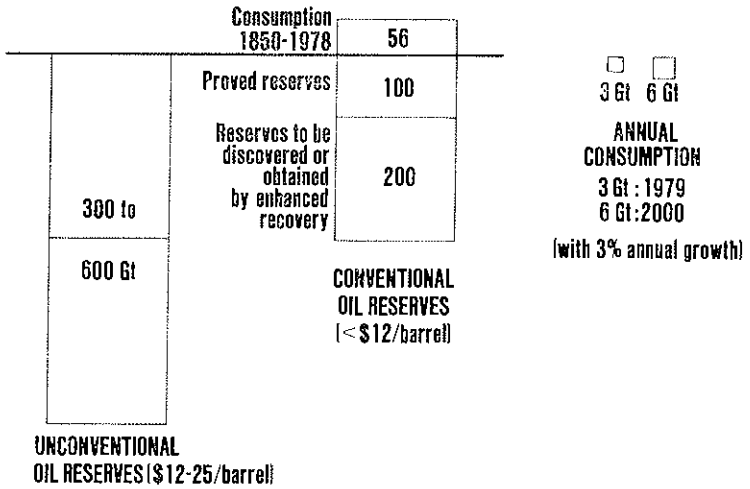 Consumption
1850-1978
56
Proved reserves
100
Reserves to be
discovered or
obtained
by enhanced
recovery
200
300 to
600 Gt
CONVENTIONAL
OIL RESERVES
(<$12/barrel)
UNCONVENTIONAL
OIL RESERVES ($12-25/barrel)
3 Gt 6 Gt
ANNUAL
CONSUMPTION
3 Gt : 1979
6 Gt : 2000
(with 3% annual growth)